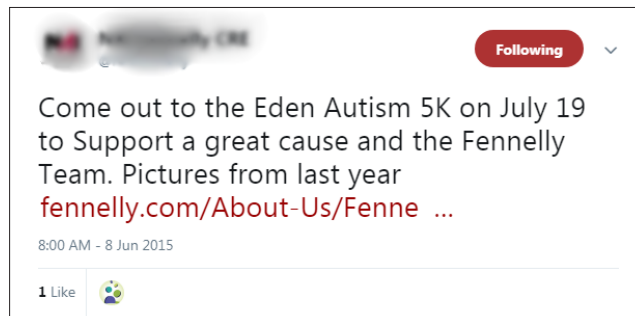 CRE
Following
Come out to the Eden Autism 5K on July 19
to Support a great cause and the Fennelly
Team. Pictures from last year
fennelly.com/About-Us/Fenne ...
8:00 AM - 8 Jun 2015
1 Like